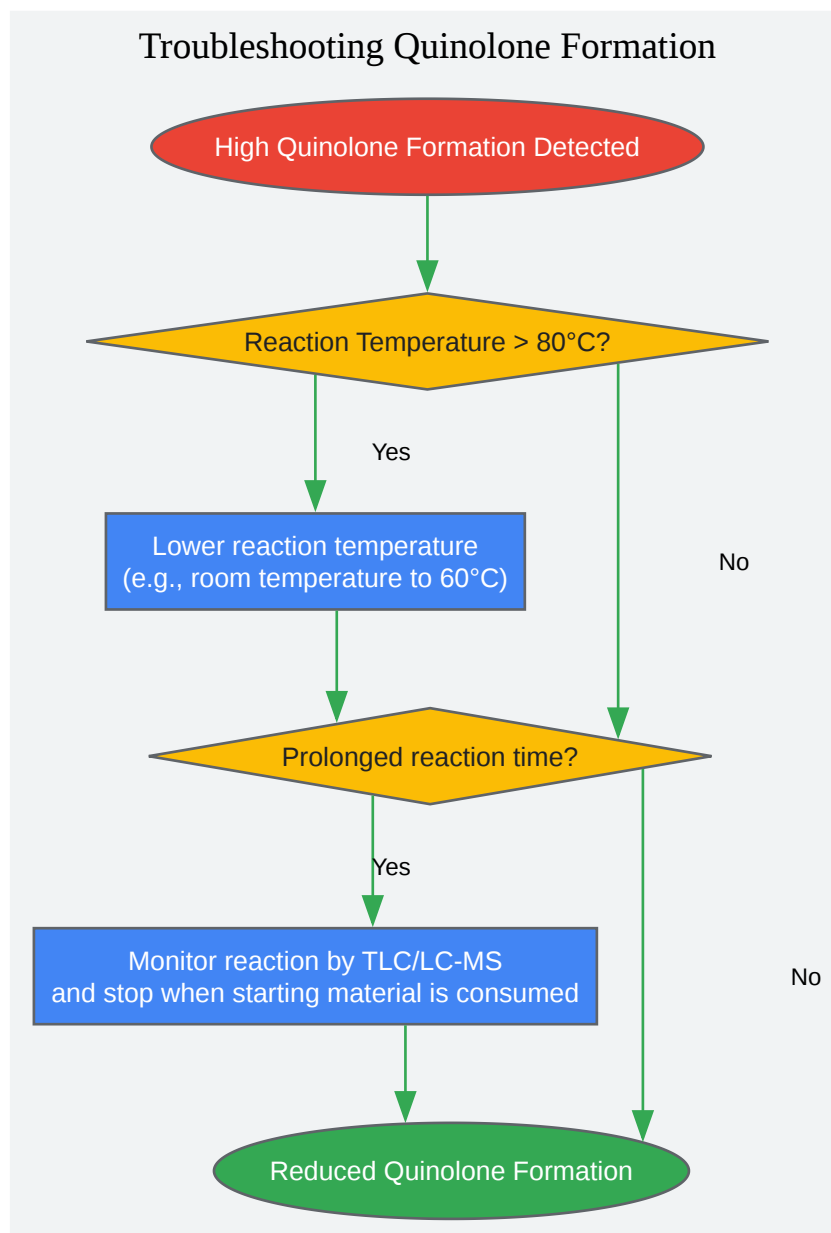 Troubleshooting Quinolone Formation
High Quinolone Formation Detected
Reaction Temperature > 80°C?
Yes
Lower reaction temperature
(e.g., room temperature to 60°C)
No
Prolonged reaction time?
Yes
Monitor reaction by TLC/LC-MS
and stop when starting material is consumed
No
Reduced Quinolone Formation